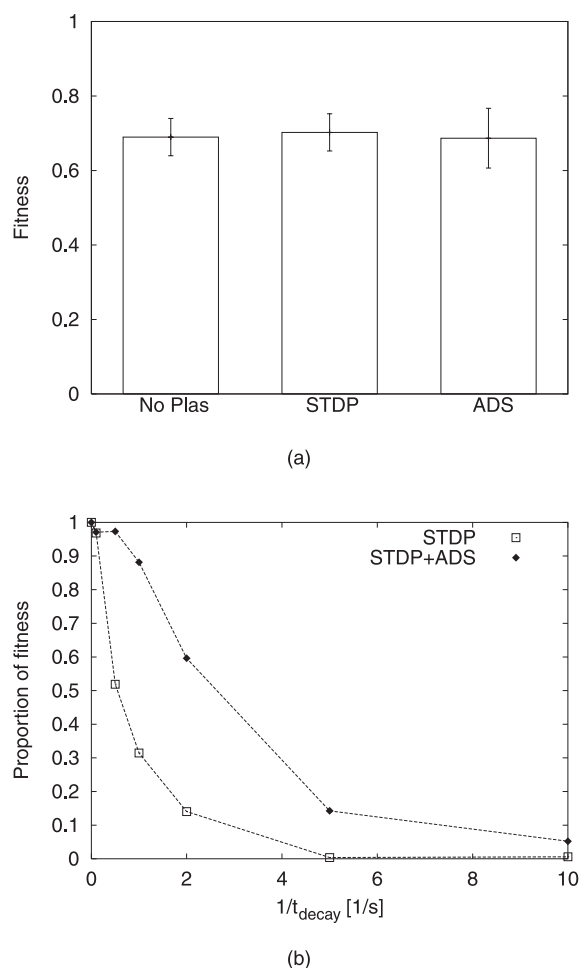 1
0.8
0.6
0.4
0.2
0
Fitness
No Plas STDP ADS
(a)
1
0.9
0.8
0.7
0.6
0.5
0.4
0.3
0.2
0.1
0
Proportion of fitness
STDP
STDP+ADS
0 2 4 6 8 10
1/t_decay [1/s]
(b)